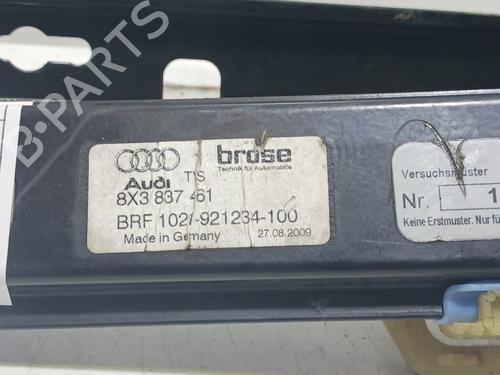 B-PARTS
Audi
TS
brose
Technik für Automobile
8X3 837 461
BRF 102/-921234-100
Made in Germany
27.08.2009
Versuchsmuster
Nr. 1
Keine Erstmuster. Nur für